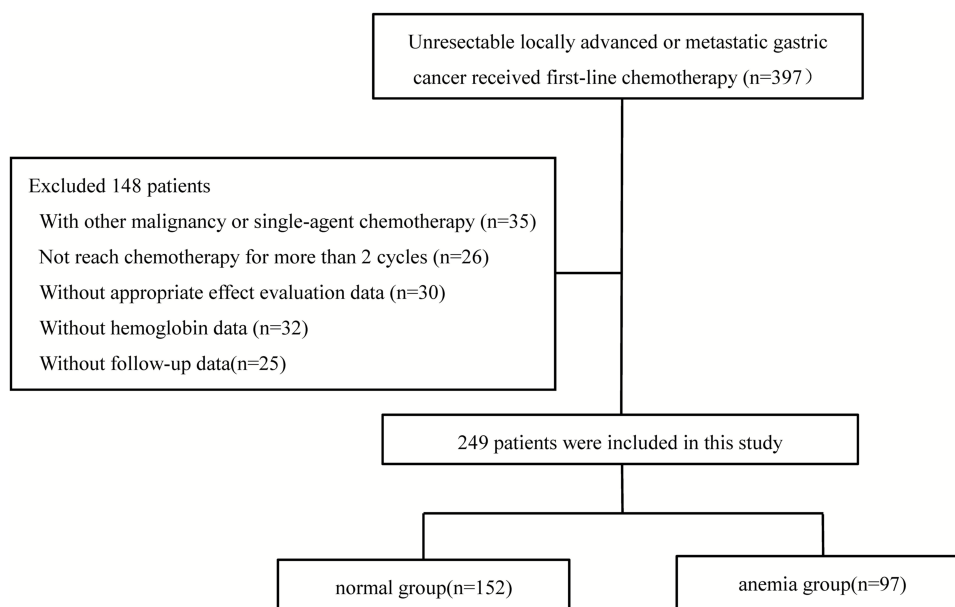 Unresectable locally advanced or metastatic gastric
cancer received first-line chemotherapy (n=397）
Excluded 148 patients
With other malignancy or single-agent chemotherapy (n=35)
Not reach chemotherapy for more than 2 cycles (n=26)
Without appropriate effect evaluation data (n=30)
Without hemoglobin data (n=32)
Without follow-up data(n=25)
249 patients were included in this study
normal group(n=152)
anemia group(n=97)